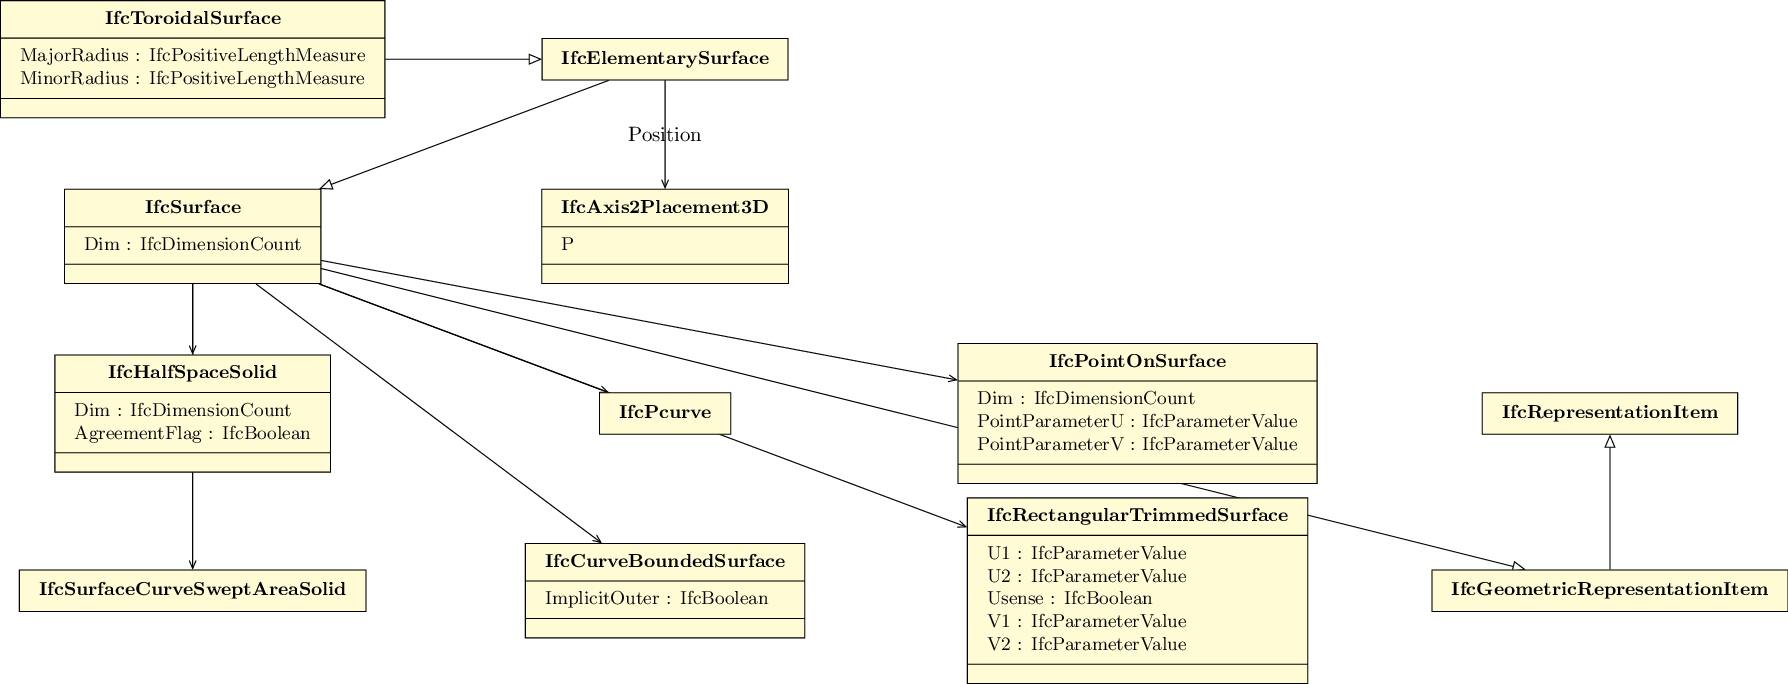 IfcToroidalSurface
MajorRadius : IfcPositiveLengthMeasure
MinorRadius : IfcPositiveLengthMeasure
IfcElementarySurface
Position
IfcSurface
Dim : IfcDimensionCount
IfcAxis2Placement3D
P
IfcHalfSpaceSolid
Dim : IfcDimensionCount
AgreementFlag : IfcBoolean
IfcPcurve
IfcPointOnSurface
Dim : IfcDimensionCount
PointParameterU : IfcParameterValue
PointParameterV : IfcParameterValue
IfcRepresentationItem
IfcSurfaceCurveSweptAreaSolid
IfcCurveBoundedSurface
ImplicitOuter : IfcBoolean
IfcRectangularTrimmedSurface
U1 : IfcParameterValue
U2 : IfcParameterValue
Usense : IfcBoolean
V1 : IfcParameterValue
V2 : IfcParameterValue
IfcGeometricRepresentationItem